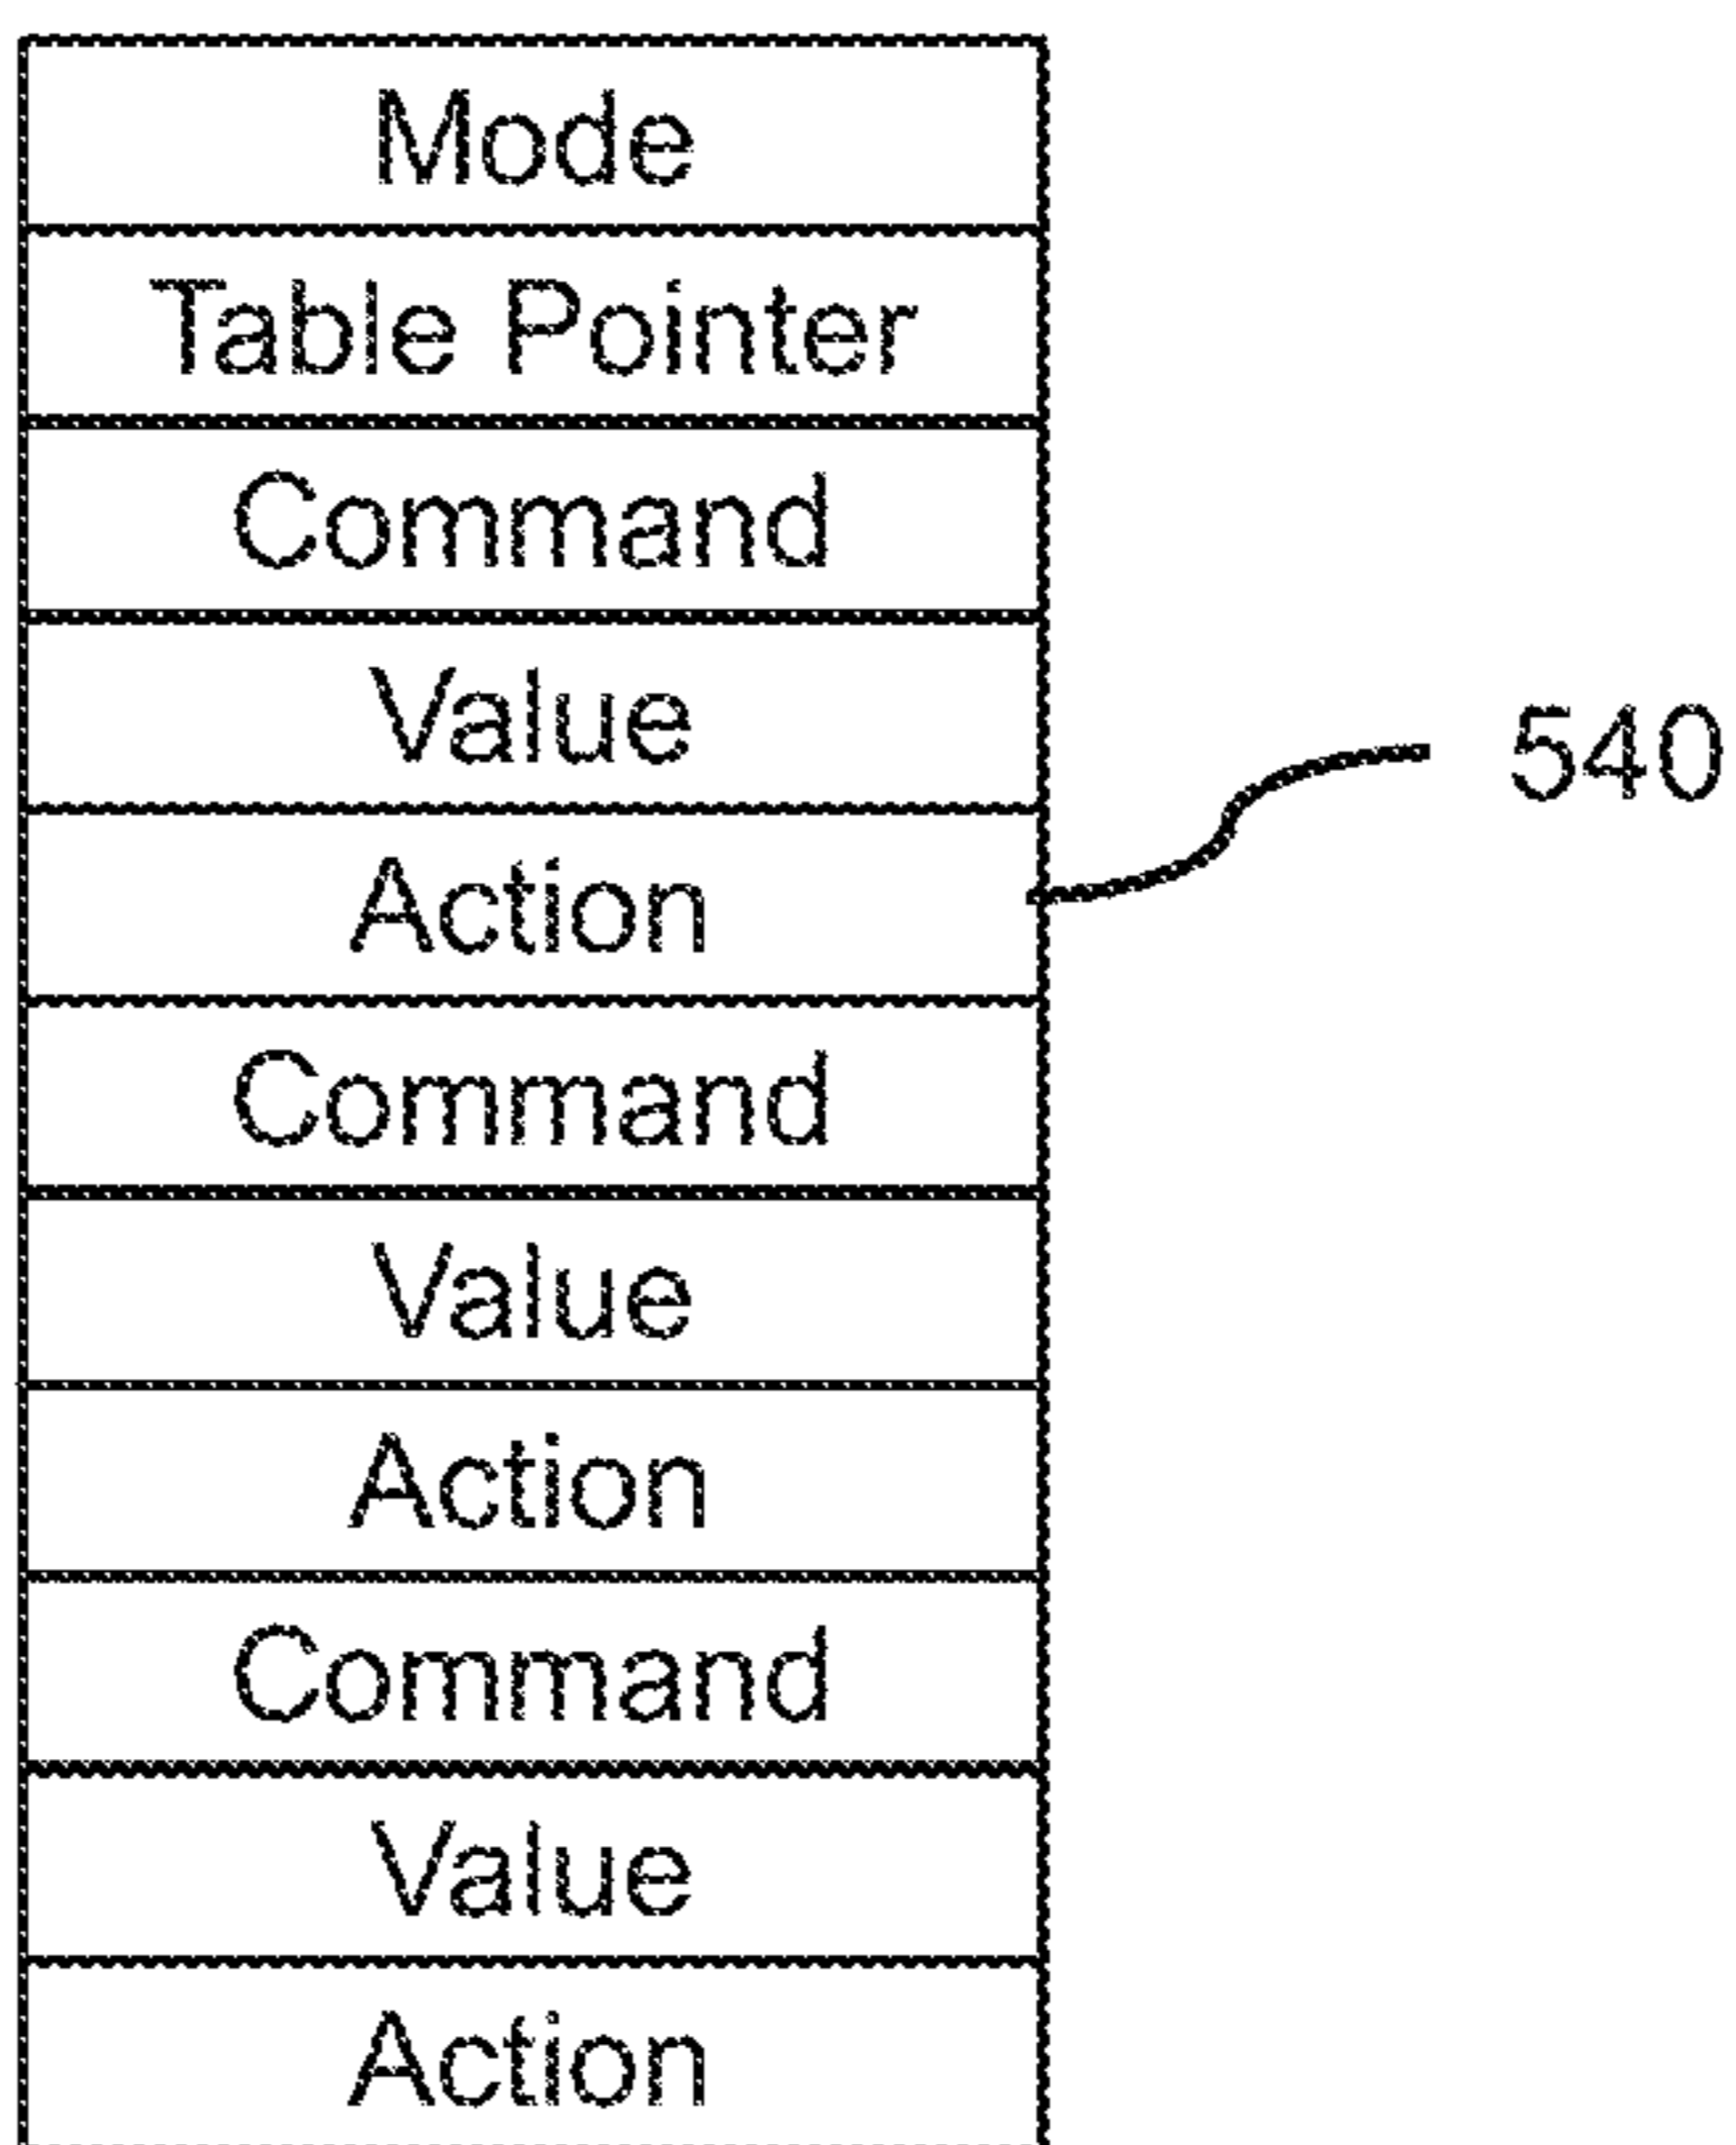 Mode
Table Pointer
Command
Value
540
Action
Command
Value
Action
Command
Value
Action